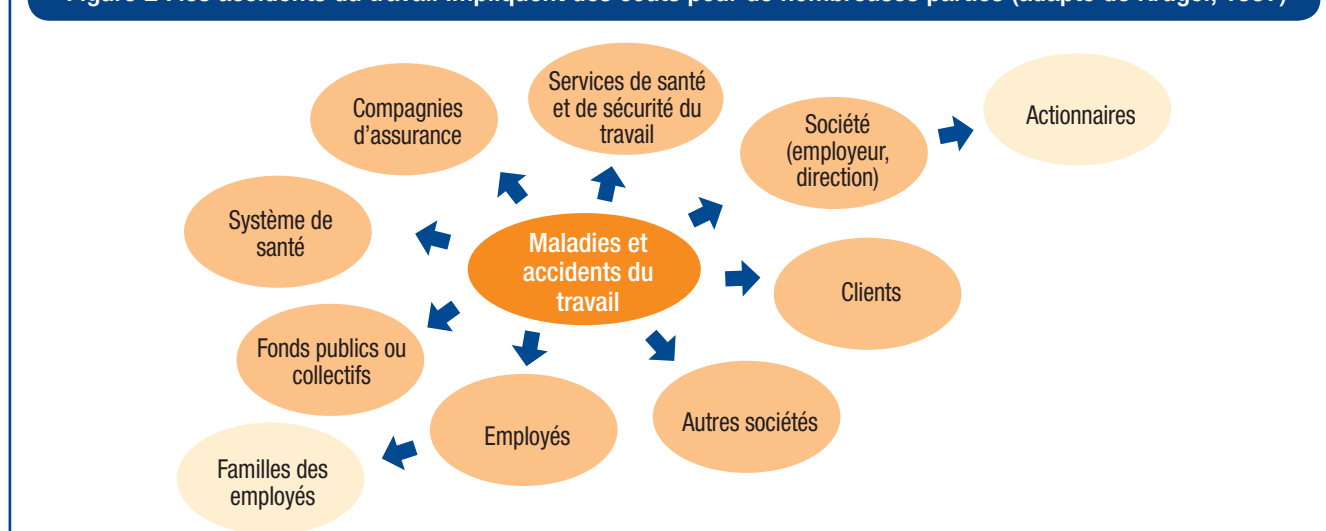 Services de santé
et de sécurité du
travail
Compagnies
d'assurance
Société
(employeur,
direction)
Actionnaires
Système de
santé
Maladies et
accidents du
travail
Clients
Fonds publics ou
collectifs
Employés
Autres sociétés
Familles des
employés